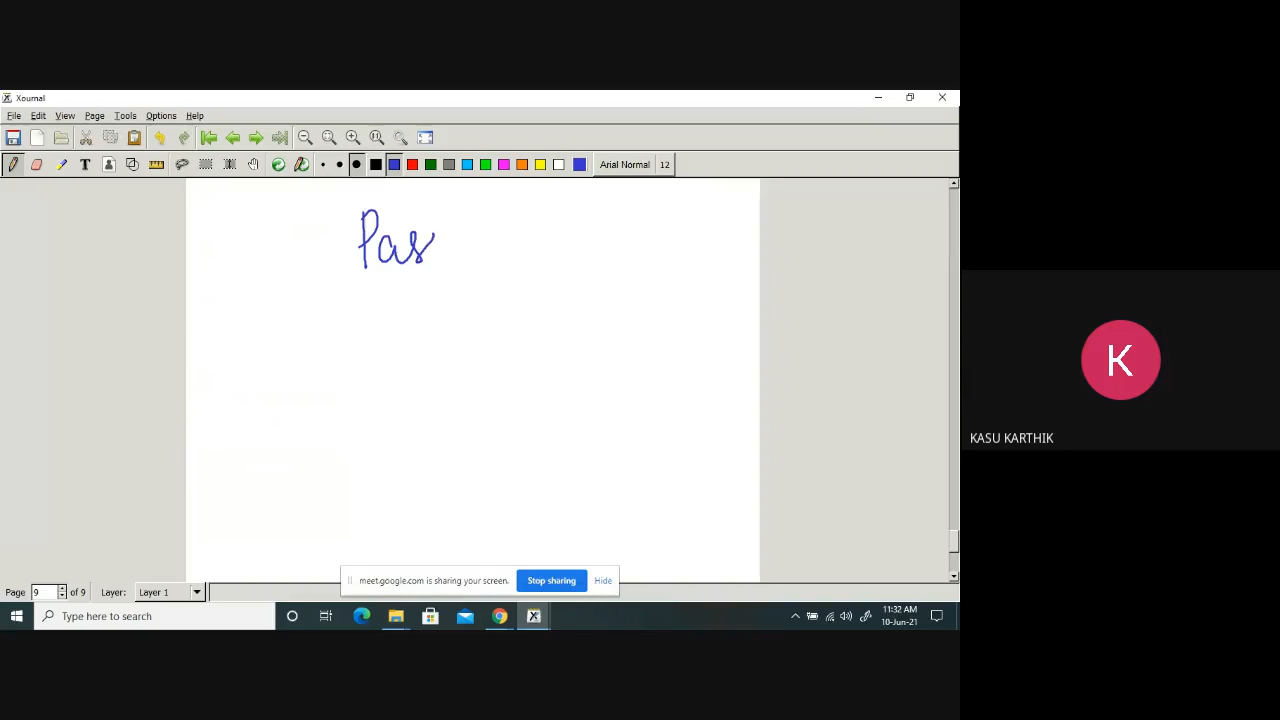 Xournal
File Edit View Page Tools Options Help
T Arial Normal 12
Pas
K
KASU KARTHIK
meet.google.com is sharing your screen. Stop sharing Hide
Page 9 of 9 Layer: Layer 1
Type here to search
11:32 AM
10-Jun-21